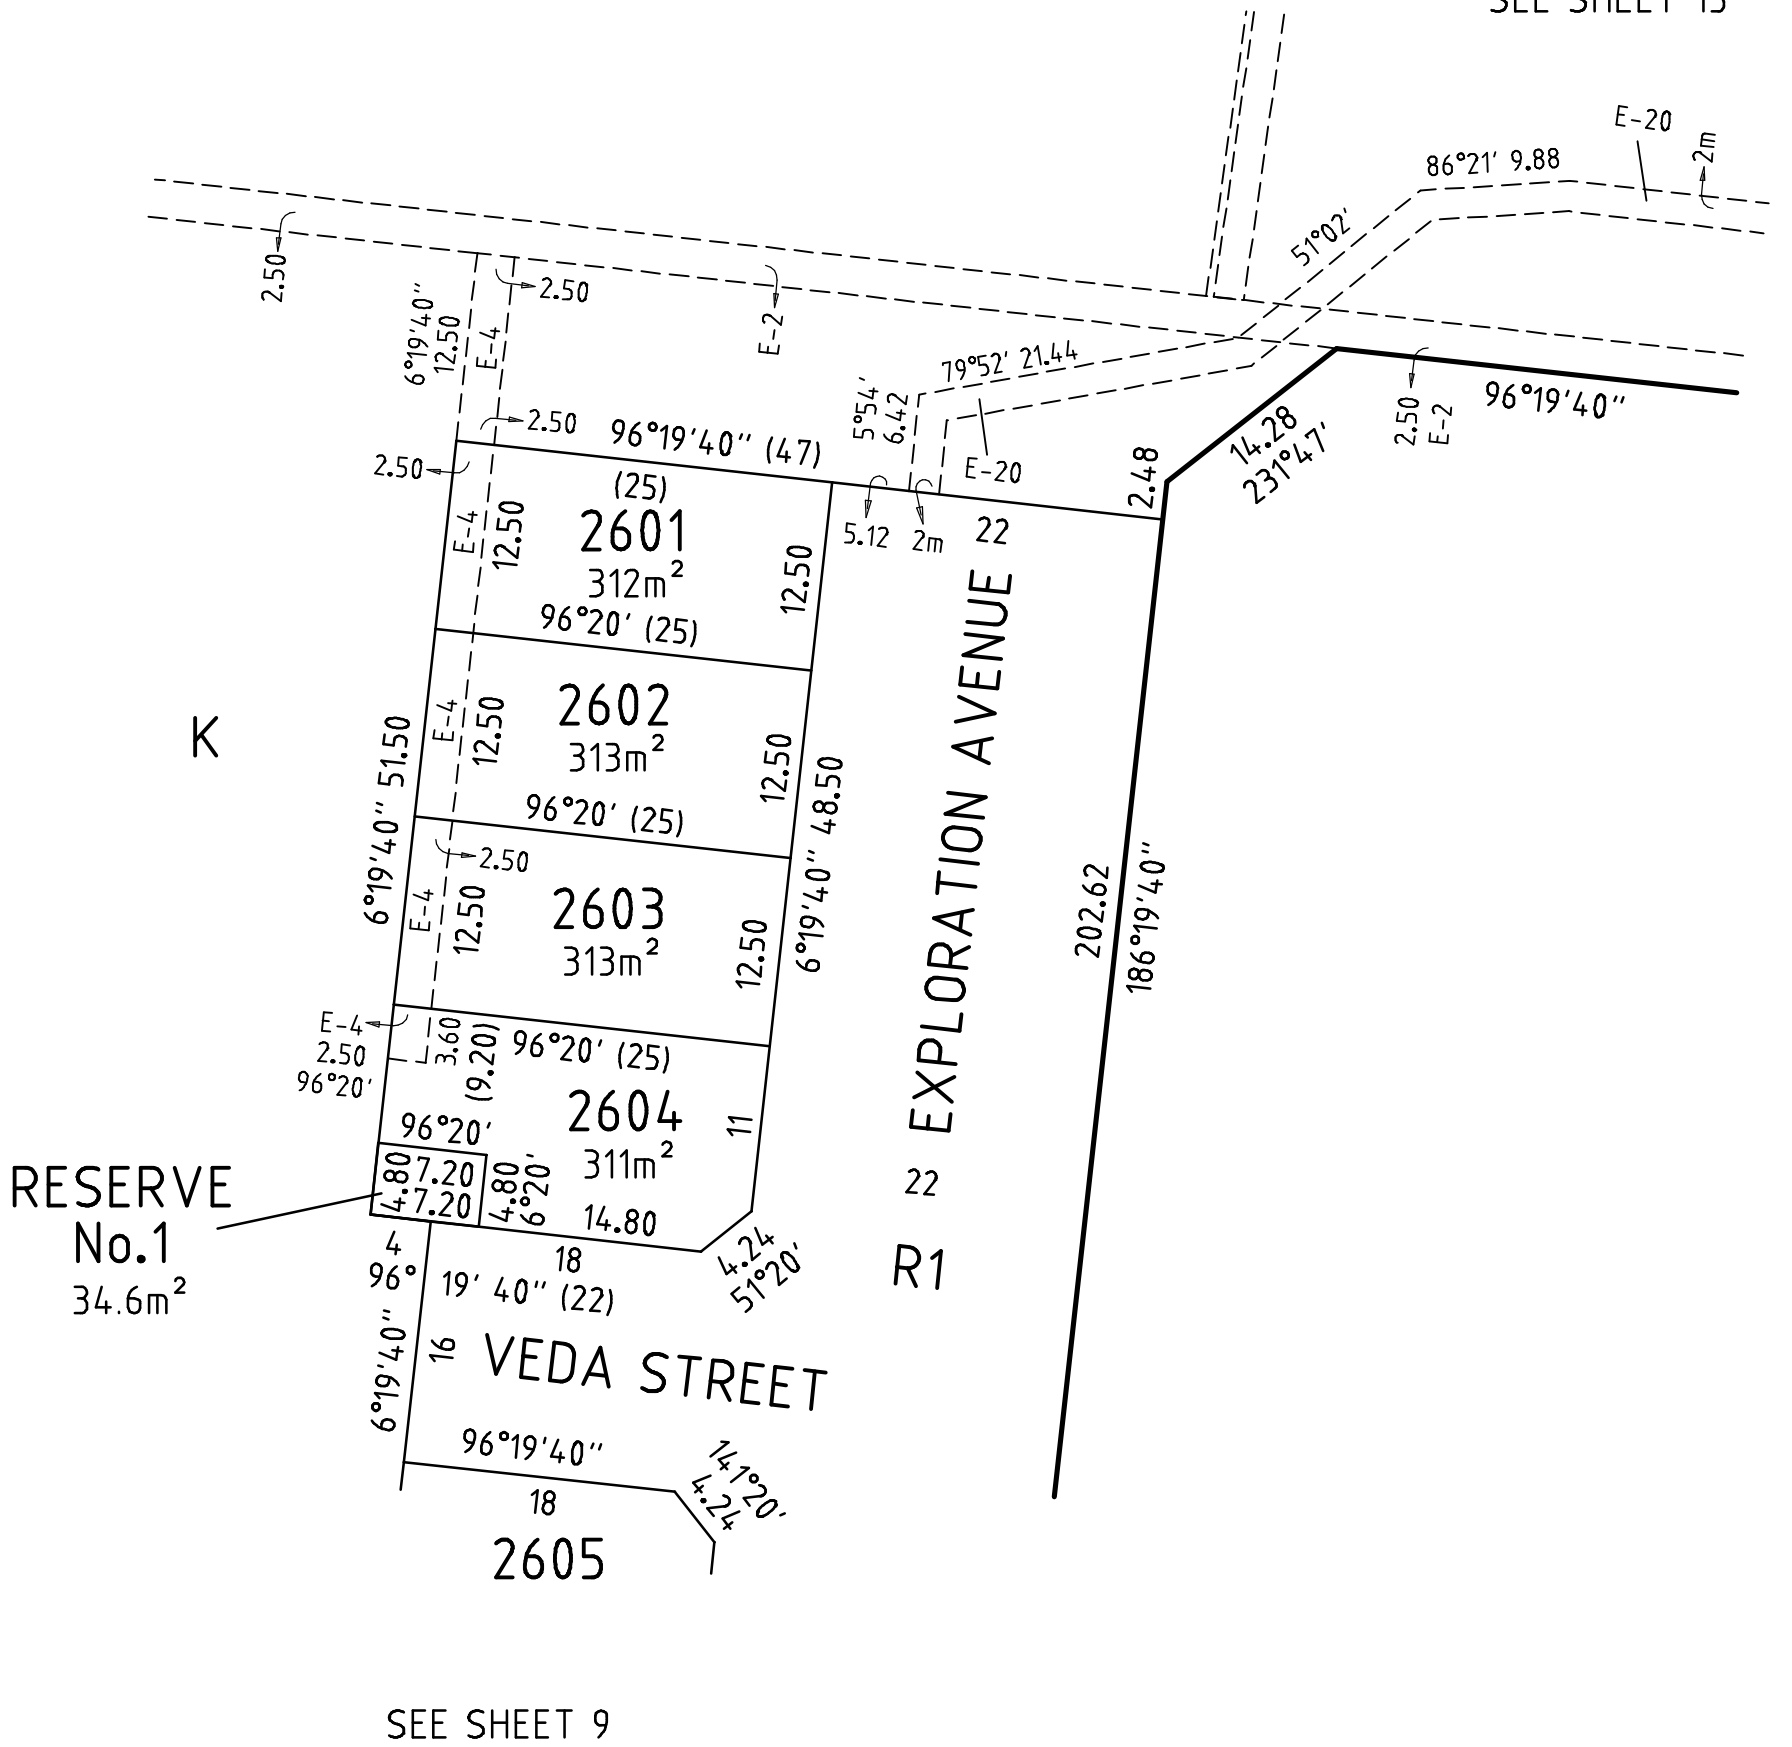 SEE SHEET 15
E-20
2m
86°21' 9.88
51°02'
2.50
6°19'40"
12.50
E-4
2.50
E-2
79°52' 21.44
5°54'
6.42
E-20
2.50
E-2
96°19'40"
14.28
231°47'
2.48
2.50
96°19'40" (47)
2.50
(25)
2601
312m²
E-4
12.50
12.50
5.12
2m
22
96°20' (25)
2602
313m²
E-4
12.50
12.50
K
6°19'40" 51.50
96°20' (25)
6°19'40" 48.50
2.50
2603
313m²
E-4
12.50
12.50
EXPLORATION AVENUE
202.62
186°19'40"
E-4
2.50
96°20'
3.60
(9.20)
96°20' (25)
2604
311m²
11
96°20'
4.80
7.20
7.20
4.80
6°20'
14.80
RESERVE
No.1
34.6m²
22
R1
4
96°
18
19' 40" (22)
4.24
51°20'
6°19'40"
16
VEDA STREET
96°19'40"
18
141°20'
4.24
2605
SEE SHEET 9